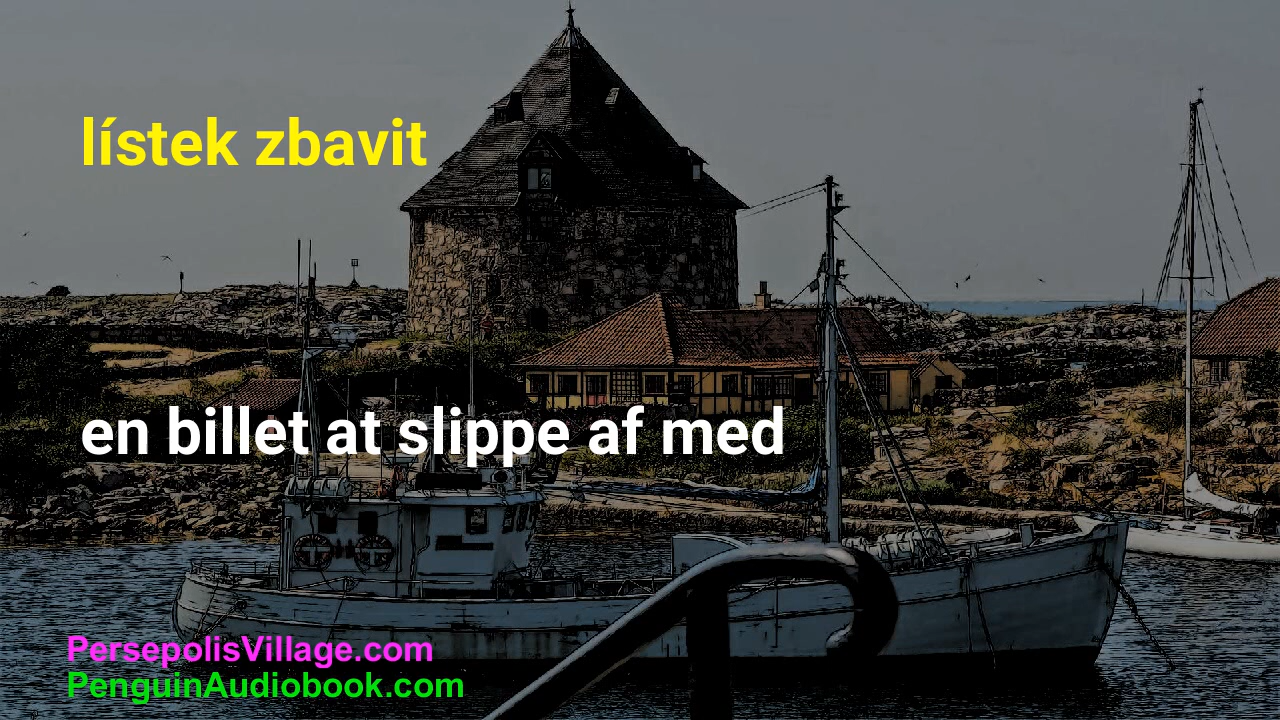 lístek zbavit
en billet at slippe af med
PersepolisVillage.com
PenguinAudiobook.com